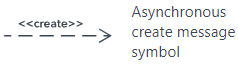 <<create>>
Asynchronous
create message
symbol